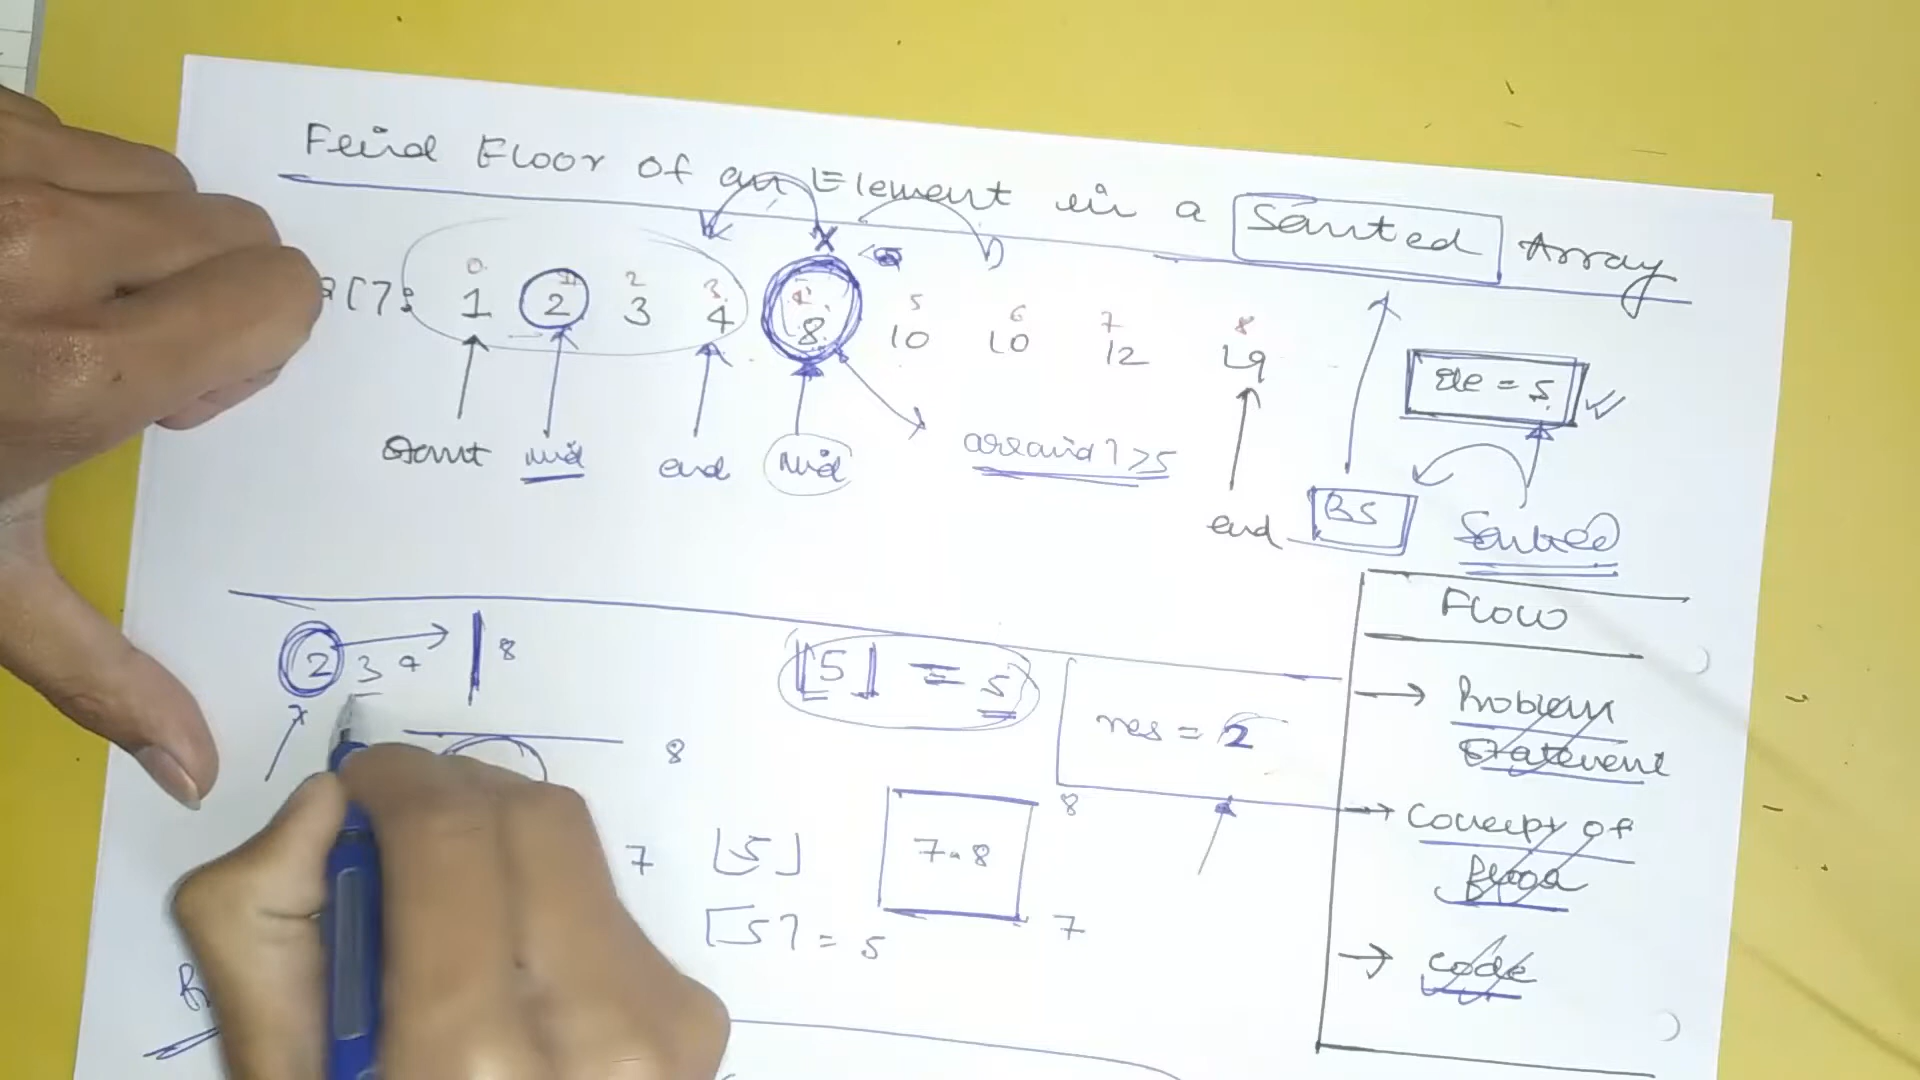 Find Floor of an Element in a Sorted Array
0 1 2 3 4 5 6 7 8
[]: 1 2 3 4 8 10 10 12 19
Ele = 5
start mid end mid arr[mid] > 5
end BS Sorted
Flow
2 3 4 8
⌊5⌋ = 5
res = 2
→ Problem
Statement
8
→ Concept of
8
7 ⌊5⌋ 7.8
⌈5⌉ = 5 7
→ Code